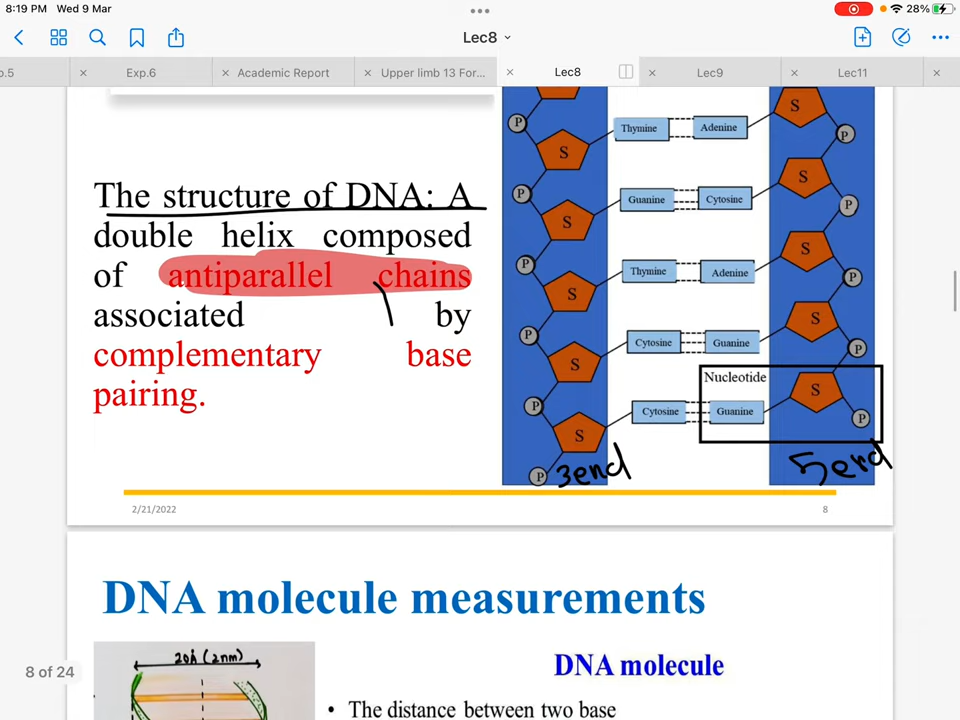 8:19 PM Wed 9 Mar
28%
Lec8
p.5
Exp.6
Academic Report
Upper limb 13 For...
Lec8
Lec9
Lec11
The structure of DNA: A
double helix composed
of antiparallel chains
associated by
complementary base
pairing.
P S Thymine Adenine S P
P S Guanine Cytosine S P
P S Thymine Adenine S P
P S Cytosine Guanine S P
Nucleotide
P S Cytosine Guanine S P
P 3end 5end
2/21/2022
8
DNA molecule measurements
8 of 24
20Å (2nm)
DNA molecule
• The distance between two base